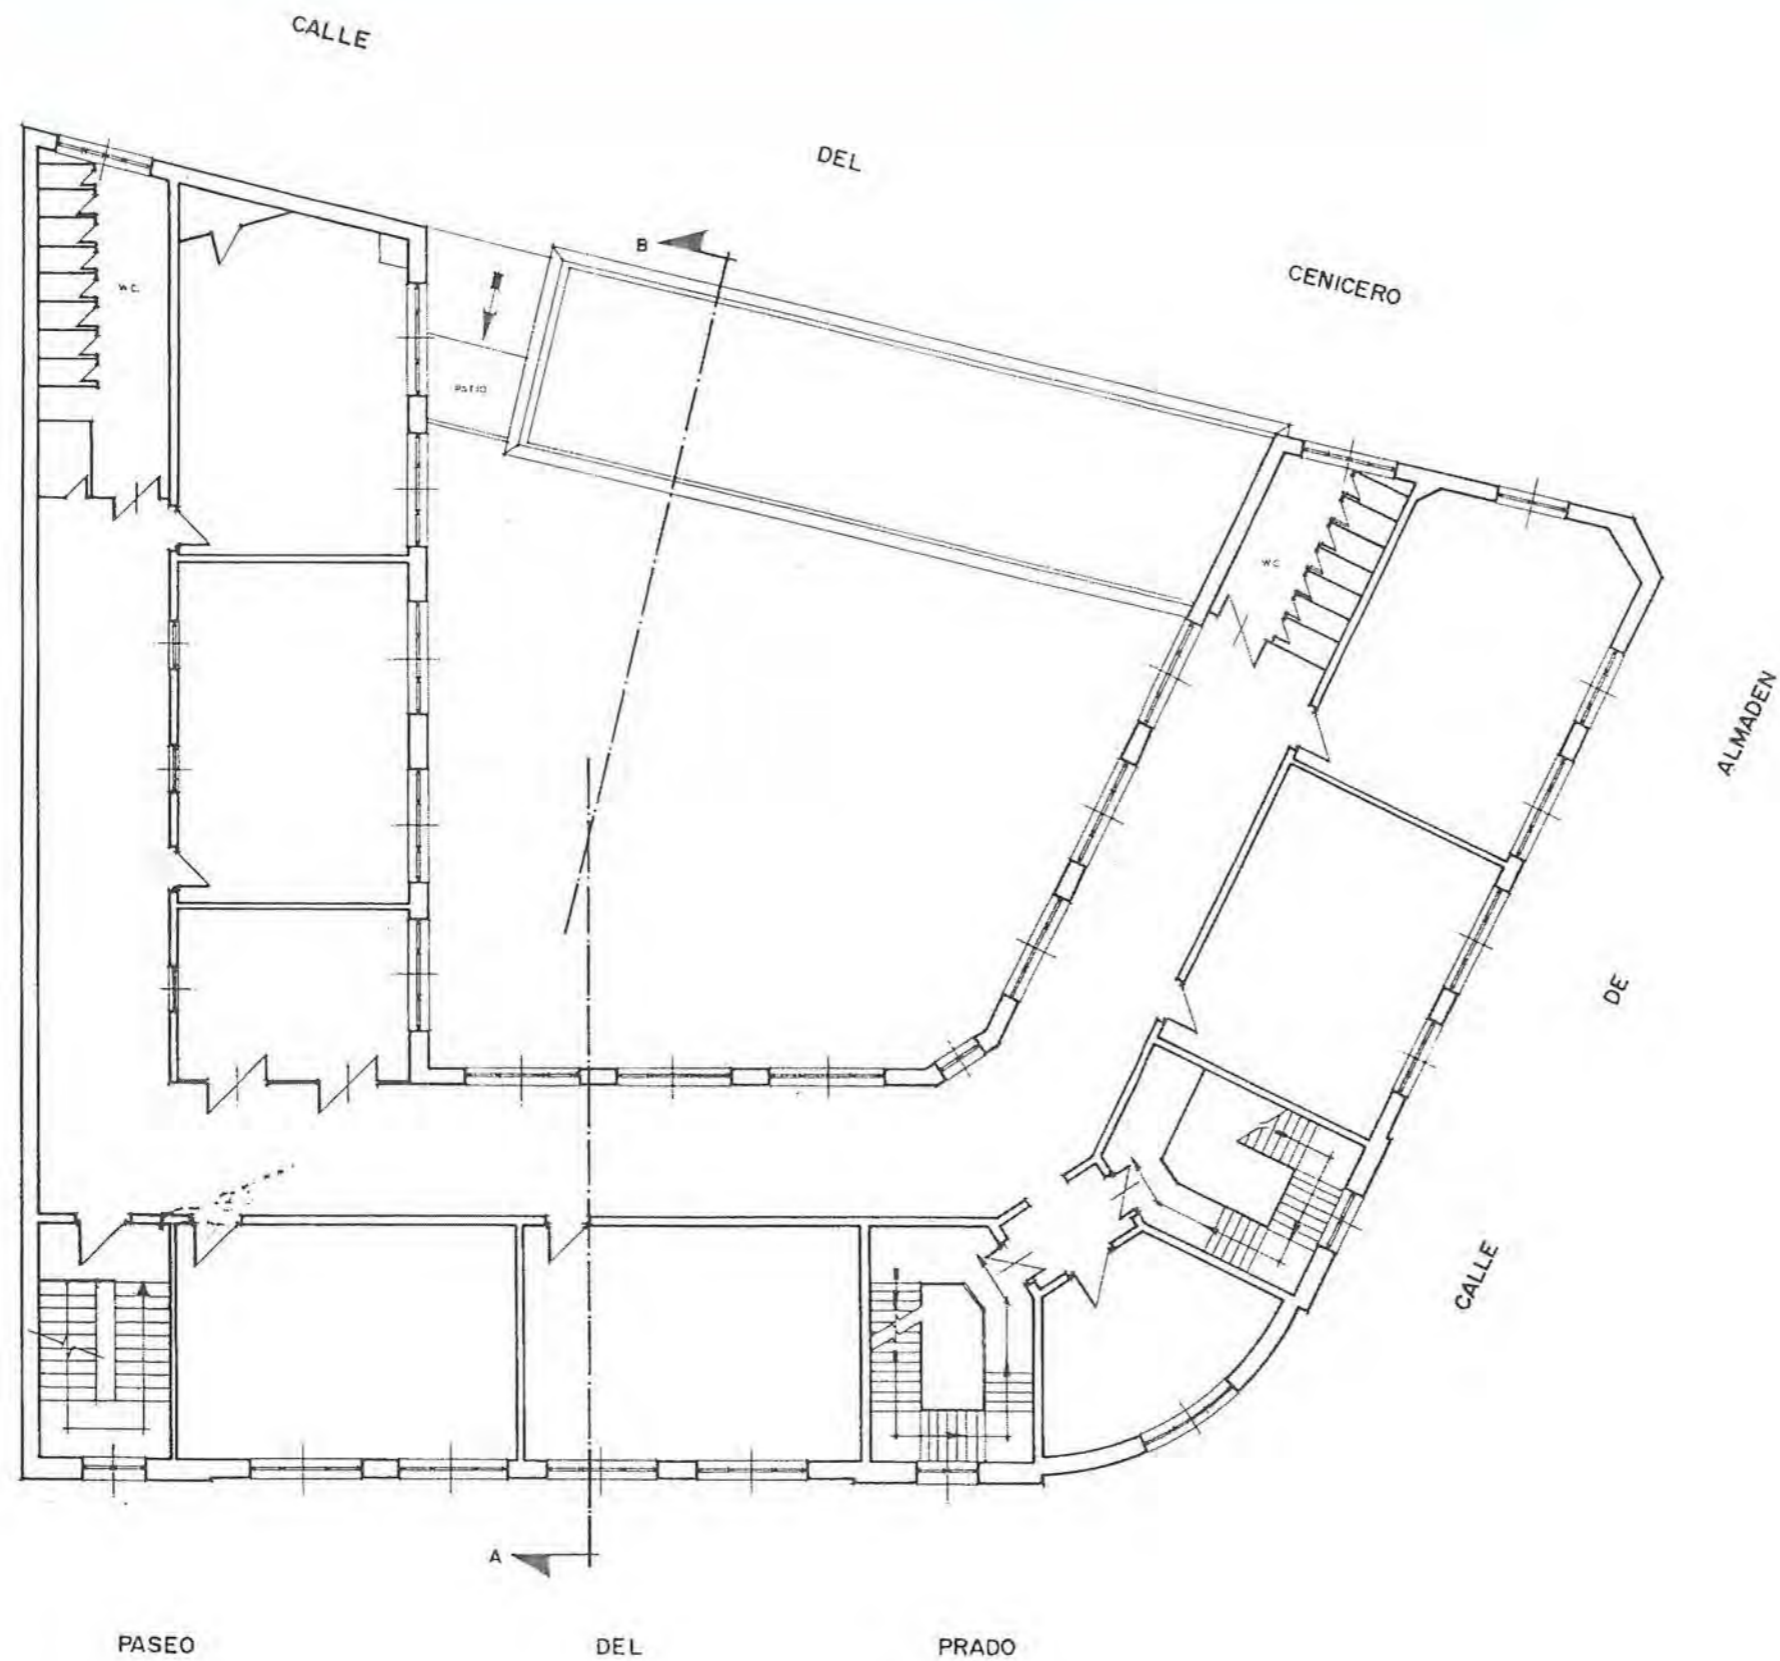 CALLE
DEL
CENICERO
B
W.C.
PATIO
W.C.
ALMADEN
DE
CALLE
A
PASEO DEL PRADO